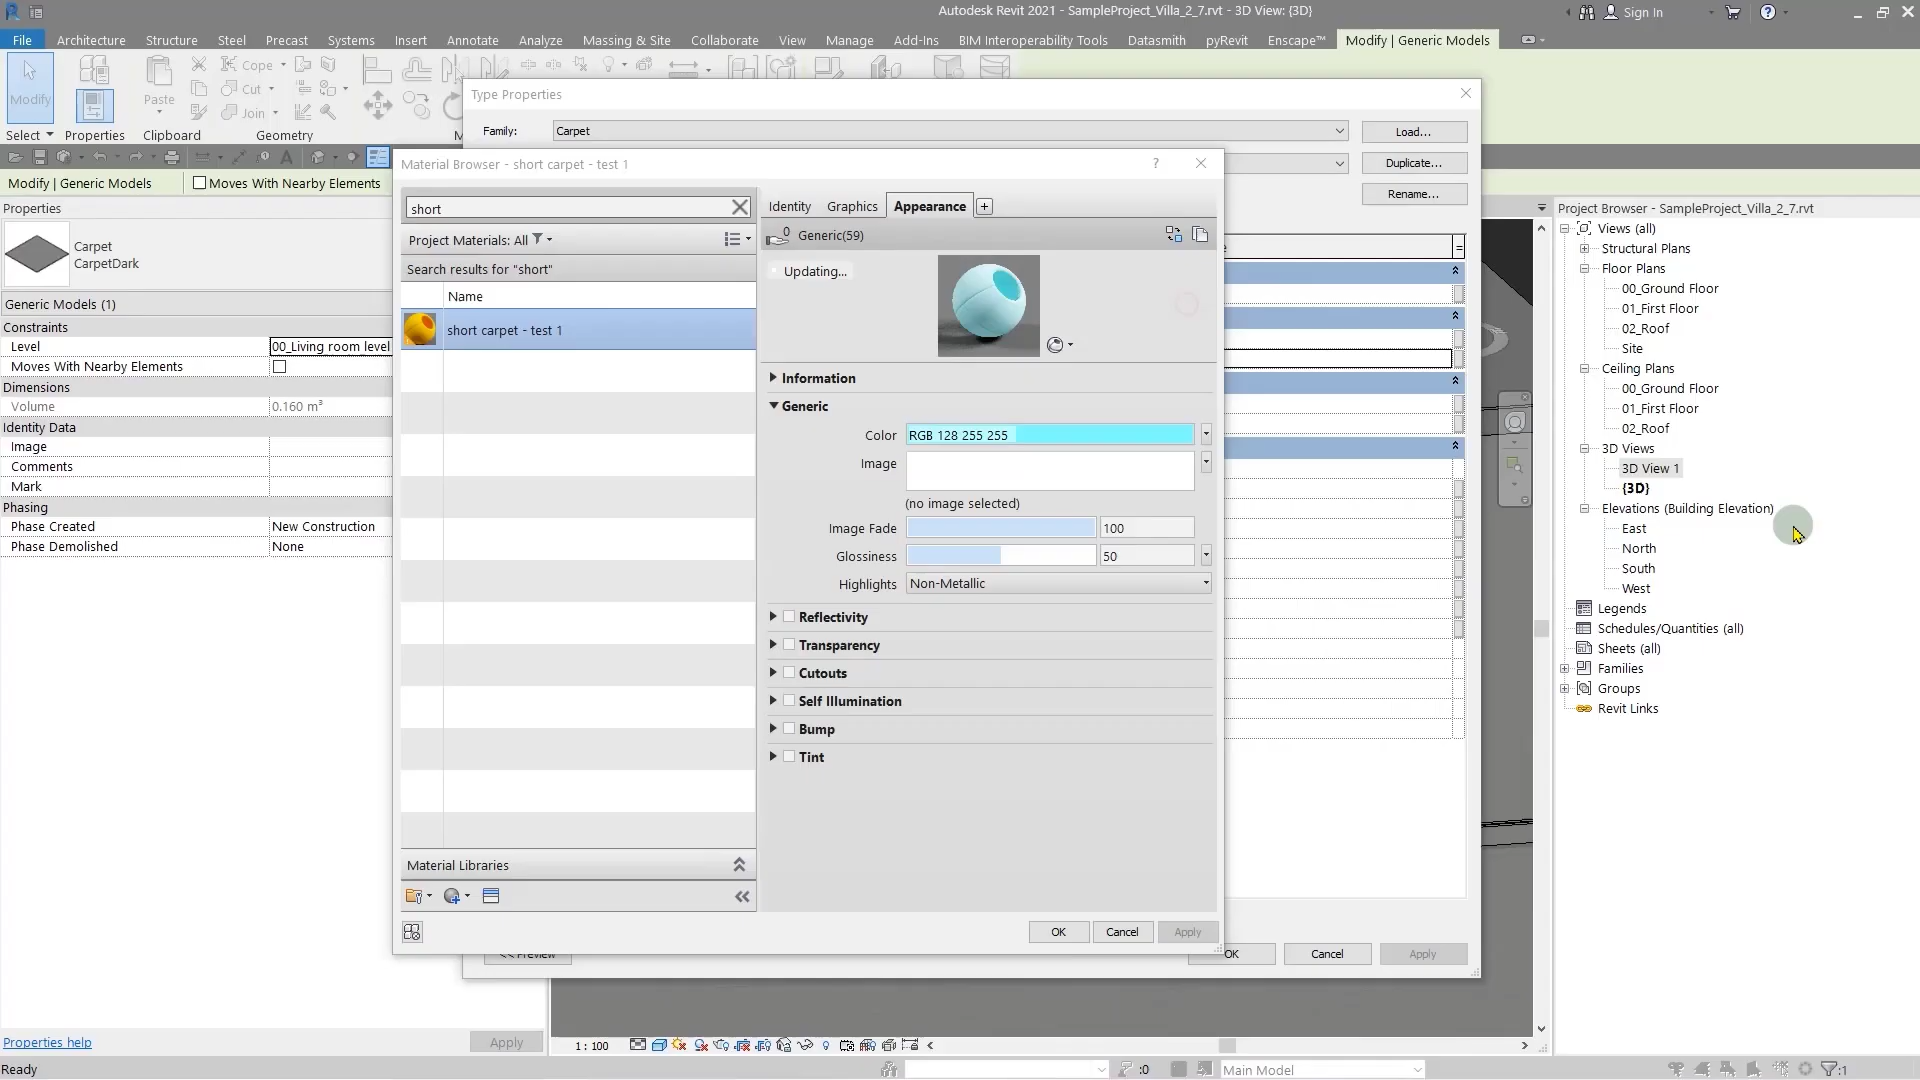 Autodesk Revit 2021 - SampleProject_Villa_2_7.rvt - 3D View: {3D}
Sign In
File Architecture Structure Steel Precast Systems Insert Annotate Analyze Massing & Site Collaborate View Manage Add-Ins BIM Interoperability Tools Datasmith pyRevit Enscape™ Modify | Generic Models
Modify
Paste
Cope
Cut
Join
Select Properties Clipboard Geometry M
Modify | Generic Models
Moves With Nearby Elements
Properties
Carpet
CarpetDark
Generic Models (1)
Constraints
Level 00_Living room level
Moves With Nearby Elements
Dimensions
Volume 0.160 m³
Identity Data
Image
Comments
Mark
Phasing
Phase Created New Construction
Phase Demolished None
Properties help
Apply
Type Properties
Family: Carpet
Load...
Duplicate...
Rename...
e
=
Material Browser - short carpet - test 1
?
short
Project Materials: All
Search results for "short"
Name
short carpet - test 1
Material Libraries
Identity Graphics Appearance +
0
Generic(59)
Updating...
Information
Generic
Color RGB 128 255 255
Image
(no image selected)
Image Fade 100
Glossiness 50
Highlights Non-Metallic
Reflectivity
Transparency
Cutouts
Self Illumination
Bump
Tint
OK Cancel Apply
<< Preview
OK Cancel Apply
Project Browser - SampleProject_Villa_2_7.rvt
Views (all)
Structural Plans
Floor Plans
00_Ground Floor
01_First Floor
02_Roof
Site
Ceiling Plans
00_Ground Floor
01_First Floor
02_Roof
3D Views
3D View 1
{3D}
Elevations (Building Elevation)
East
North
South
West
Legends
Schedules/Quantities (all)
Sheets (all)
Families
Groups
Revit Links
1 : 100
Ready
:0
Main Model
:1